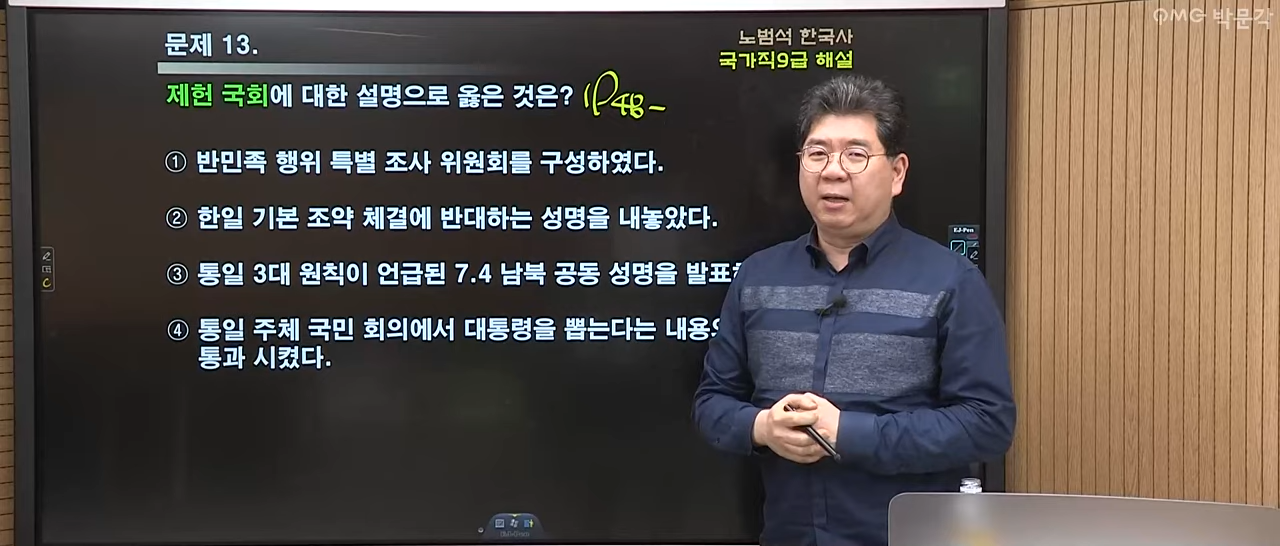 OMG 박문각
문제 13.
노범석 한국사
국가직9급 해설
제헌 국회에 대한 설명으로 옳은 것은? 1948-
① 반민족 행위 특별 조사 위원회를 구성하였다.
② 한일 기본 조약 체결에 반대하는 성명을 내놓았다.
③ 통일 3대 원칙이 언급된 7.4 남북 공동 성명을 발표
④ 통일 주체 국민 회의에서 대통령을 뽑는다는
통과 시켰다.
EJ-Pen